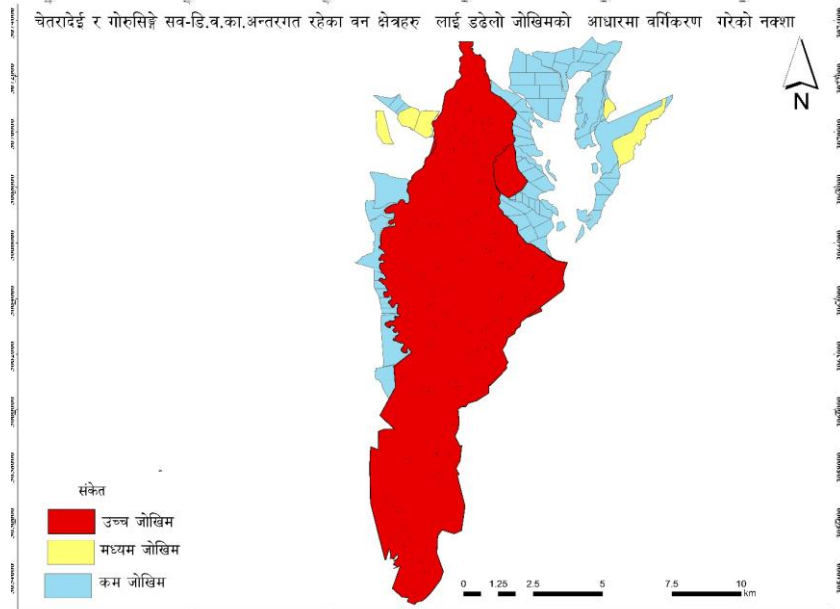 चेतरादेई र गोरुसिङ्गे सव-डि.व.का.अन्तरगत रहेका वन क्षेत्रहरु लाई डढेलो जोखिमको आधारमा वर्गिकरण गरेको नक्शा
N
संकेत
उच्च जोखिम
मध्यम जोखिम
कम जोखिम
0 1.25 2.5 5 7.5 10
km